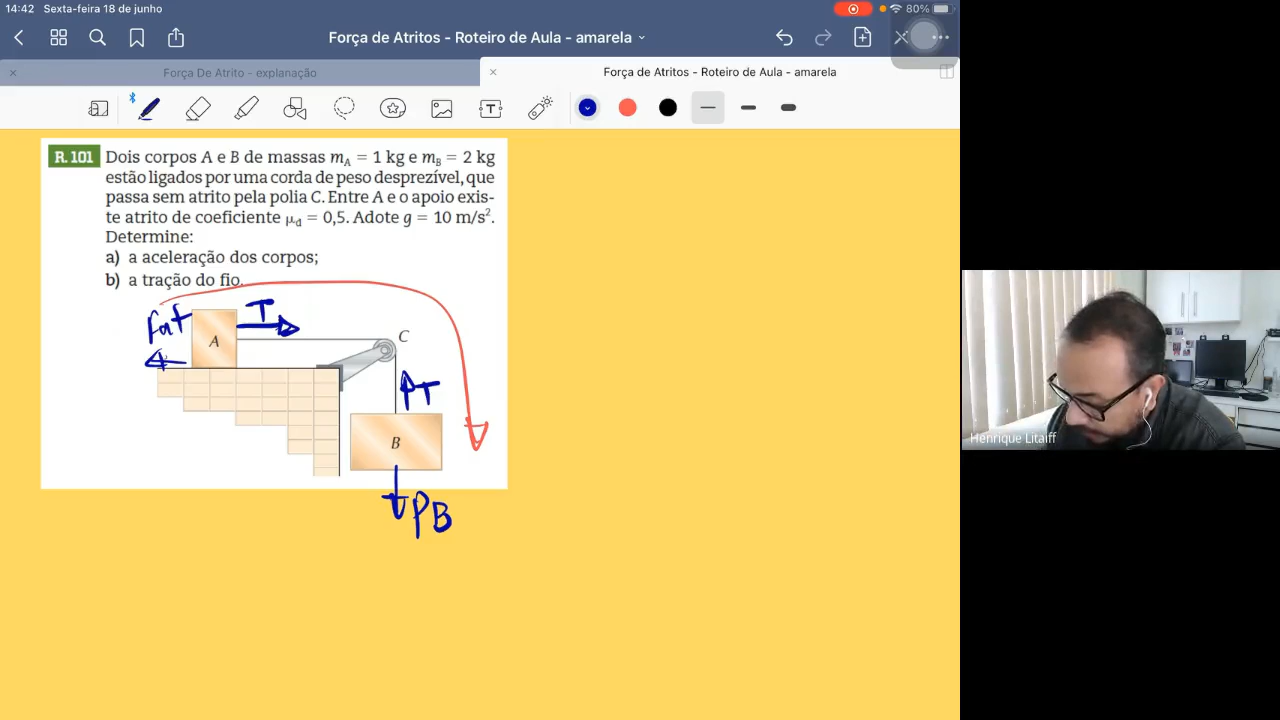 14:42 Sexta-feira 18 de junho
80%
Força de Atritos - Roteiro de Aula - amarela
Força De Atrito - explanação
Força de Atritos - Roteiro de Aula - amarela
R. 101 Dois corpos A e B de massas mA = 1 kg e mB = 2 kg
estão ligados por uma corda de peso desprezível, que
passa sem atrito pela polia C. Entre A e o apoio exis-
te atrito de coeficiente μd = 0,5. Adote g = 10 m/s².
Determine:
a) a aceleração dos corpos;
b) a tração do fio.
Fat
T
A
C
T
B
PB
Henrique Litaiff